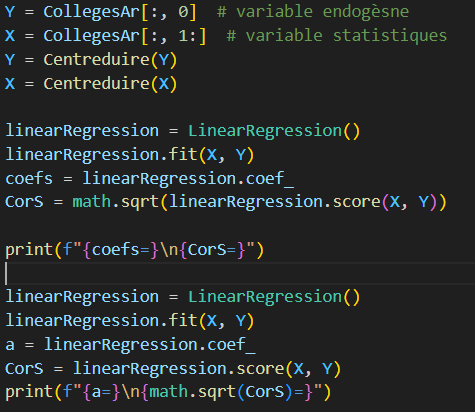 Y = CollegesAr[:, 0]  # variable endogèsne
X = CollegesAr[:, 1:]  # variable statistiques
Y = Centreduire(Y)
X = Centreduire(X)

linearRegression = LinearRegression()
linearRegression.fit(X, Y)
coefs = linearRegression.coef_
CorS = math.sqrt(linearRegression.score(X, Y))

print(f"{coefs=}\n{CorS=}")

linearRegression = LinearRegression()
linearRegression.fit(X, Y)
a = linearRegression.coef_
CorS = linearRegression.score(X, Y)
print(f"{a=}\n{math.sqrt(CorS)=}")